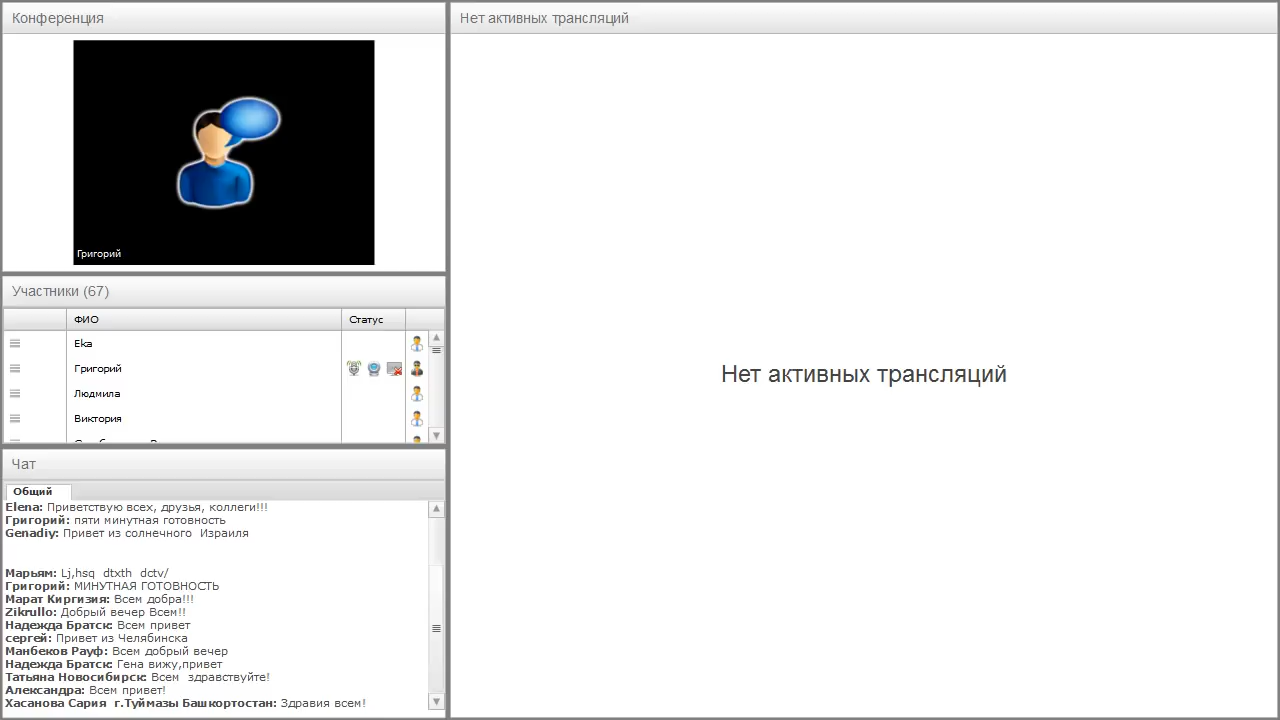 Конференция
Нет активных трансляций
Григорий
Участники (67)
ФИО Статус
Eka
Григорий
Людмила
Виктория
Нет активных трансляций
Чат
Общий
Elena: Приветствую всех, друзья, коллеги!!!
Григорий: пяти минутная готовность
Genadiy: Привет из солнечного Израиля
Марьям: Lj,hsq dtxth dctv/
Григорий: МИНУТНАЯ ГОТОВНОСТЬ
Марат Киргизия: Всем добра!!!
Zikrullo: Добрый вечер Всем!!
Надежда Братск: Всем привет
сергей: Привет из Челябинска
Манбеков Рауф: Всем добрый вечер
Надежда Братск: Гена вижу,привет
Татьяна Новосибирск: Всем здравствуйте!
Александра: Всем привет!
Хасанова Сария г.Туймазы Башкортостан: Здравия всем!